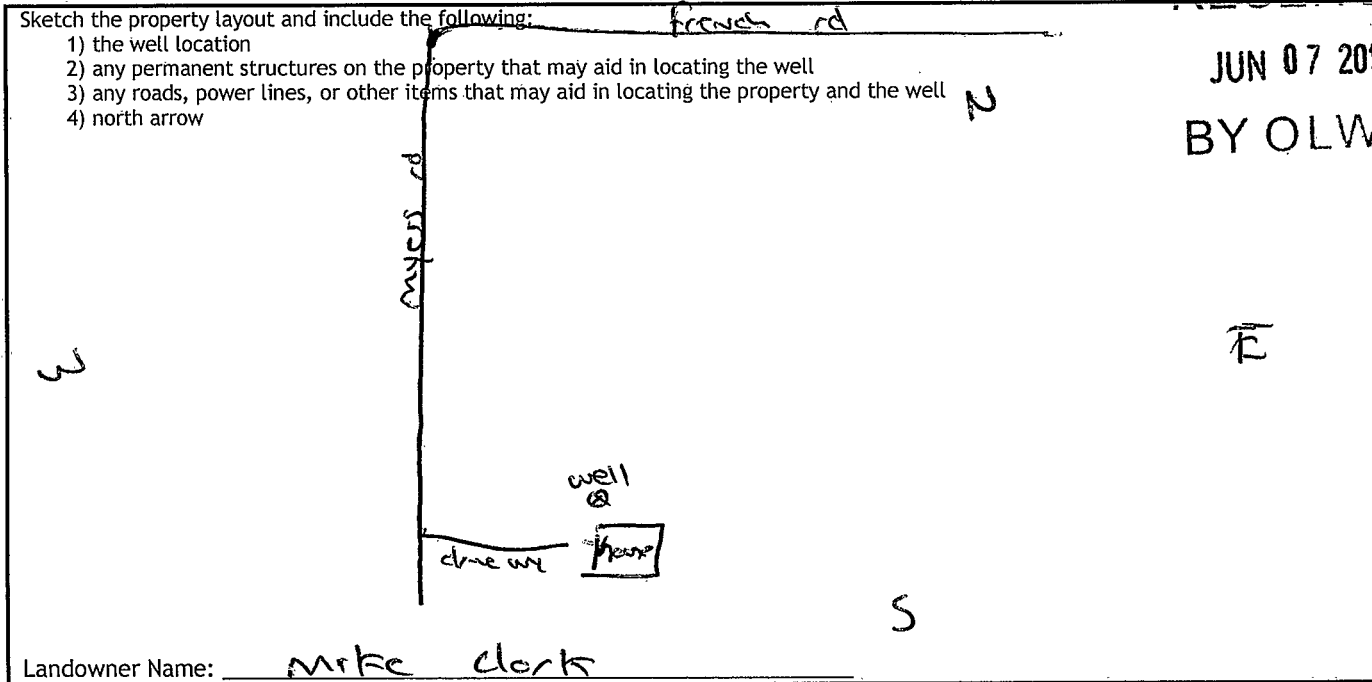 Sketch the property layout and include the following:
french rd
1) the well location
2) any permanent structures on the property that may aid in locating the well
3) any roads, power lines, or other items that may aid in locating the property and the well
4) north arrow
N
JUN 07 20
BY OLW
myers rd
W
E
well
house
S
Landowner Name: Mike Clark